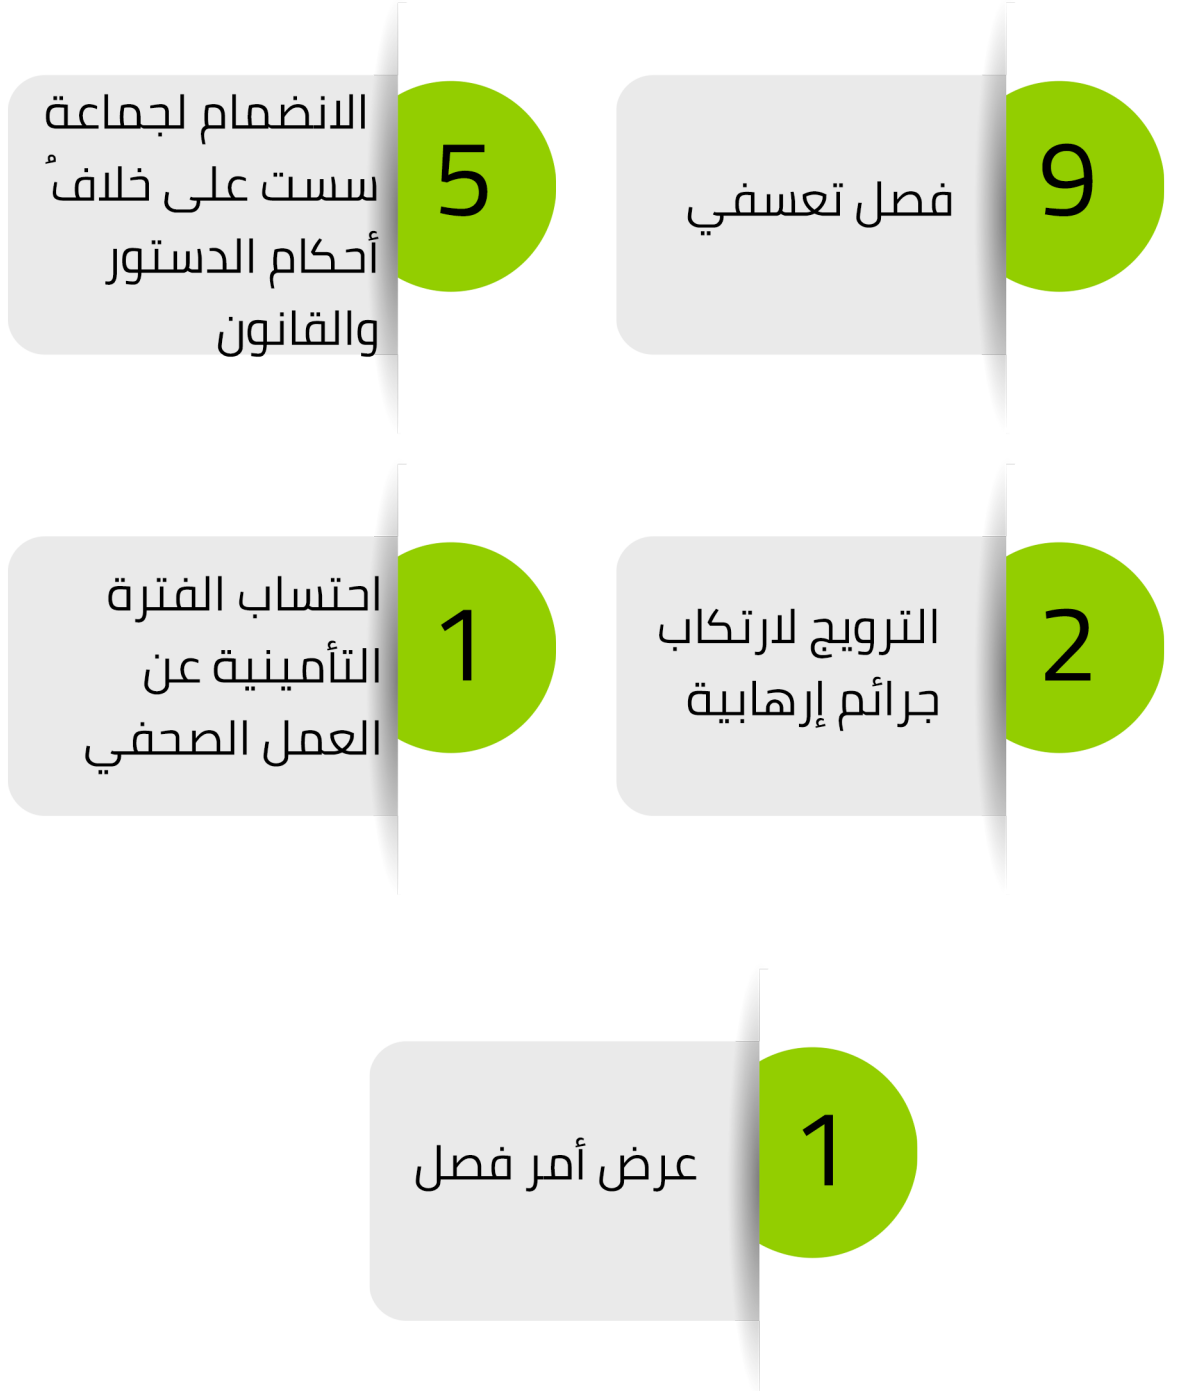 9
فصل تعسفي
5
الانضمام لجماعة
سست على خلافُ
أحكام الدستور
والقانون
2
الترويج لارتكاب
جرائم إرهابية
1
احتساب الفترة
التأمينية عن
العمل الصحفي
1
عرض أمر فصل